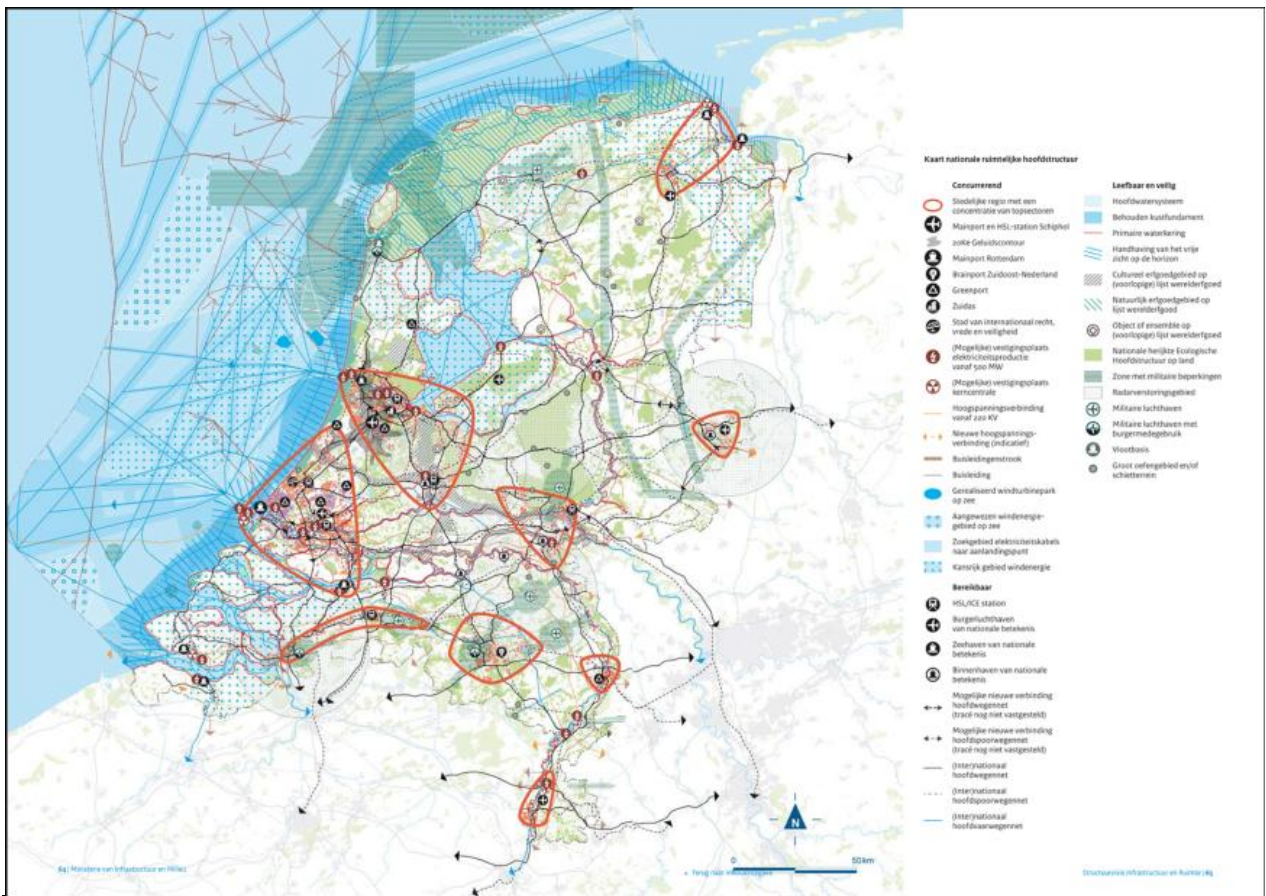 Kaart nationale ruimtelijke hoofdstructuur
Concurrerend
Stedelijke regio met een
concentratie van topsectoren
Mainport en HSL-station Schiphol
20Ke Geluidscontour
Mainport Rotterdam
Brainport Zuidoost-Nederland
Greenport
Zuidas
Stad van internationaal recht,
vrede en veiligheid
(Mogelijke) vestigingsplaats
elektriciteitsproductie
vanaf 500 MW
(Mogelijke) vestigingsplaats
kerncentrale
Hoogspanningsverbinding
vanaf 220 KV
Nieuwe hoogspannings-
verbinding (indicatief)
Buisleidingenstrook
Buisleiding
Gerealiseerd windturbinepark
op zee
Aangewezen windenergie-
gebied op zee
Zoekgebied elektriciteitskabels
naar aanlandingspunt
Kansrijk gebied windenergie
Bereikbaar
HSL/ICE station
Burgerluchthaven
van nationale betekenis
Zeehaven van nationale
betekenis
Binnenhaven van nationale
betekenis
Mogelijke nieuwe verbinding
hoofdwegennet
(tracé nog niet vastgesteld)
Mogelijke nieuwe verbinding
hoofdspoorwegennet
(tracé nog niet vastgesteld)
(Inter)nationaal
hoofdwegennet
(Inter)nationaal
hoofdspoorwegennet
(Inter)nationaal
hoofdvaarwegennet
Leefbaar en veilig
Hoofdwatersysteem
Behouden kustfundament
Primaire waterkering
Handhaving van het vrije
zicht op de horizon
Cultureel erfgoedgebied op
(voorlopige) lijst werelderfgoed
Natuurlijk erfgoedgebied op
lijst werelderfgoed
Object of ensemble op
(voorlopige) lijst werelderfgoed
Nationale herijkte Ecologische
Hoofdstructuur op land
Zone met militaire beperkingen
Radarverstoringsgebied
Militaire luchthaven
Militaire luchthaven met
burgermedegebruik
Vlootbasis
Groot oefengebied en/of
schietterrein
N
0 50 km
64 | Ministerie van Infrastructuur en Milieu
Terug naar inhoudsopgave
Structuurvisie Infrastructuur en Ruimte | 65